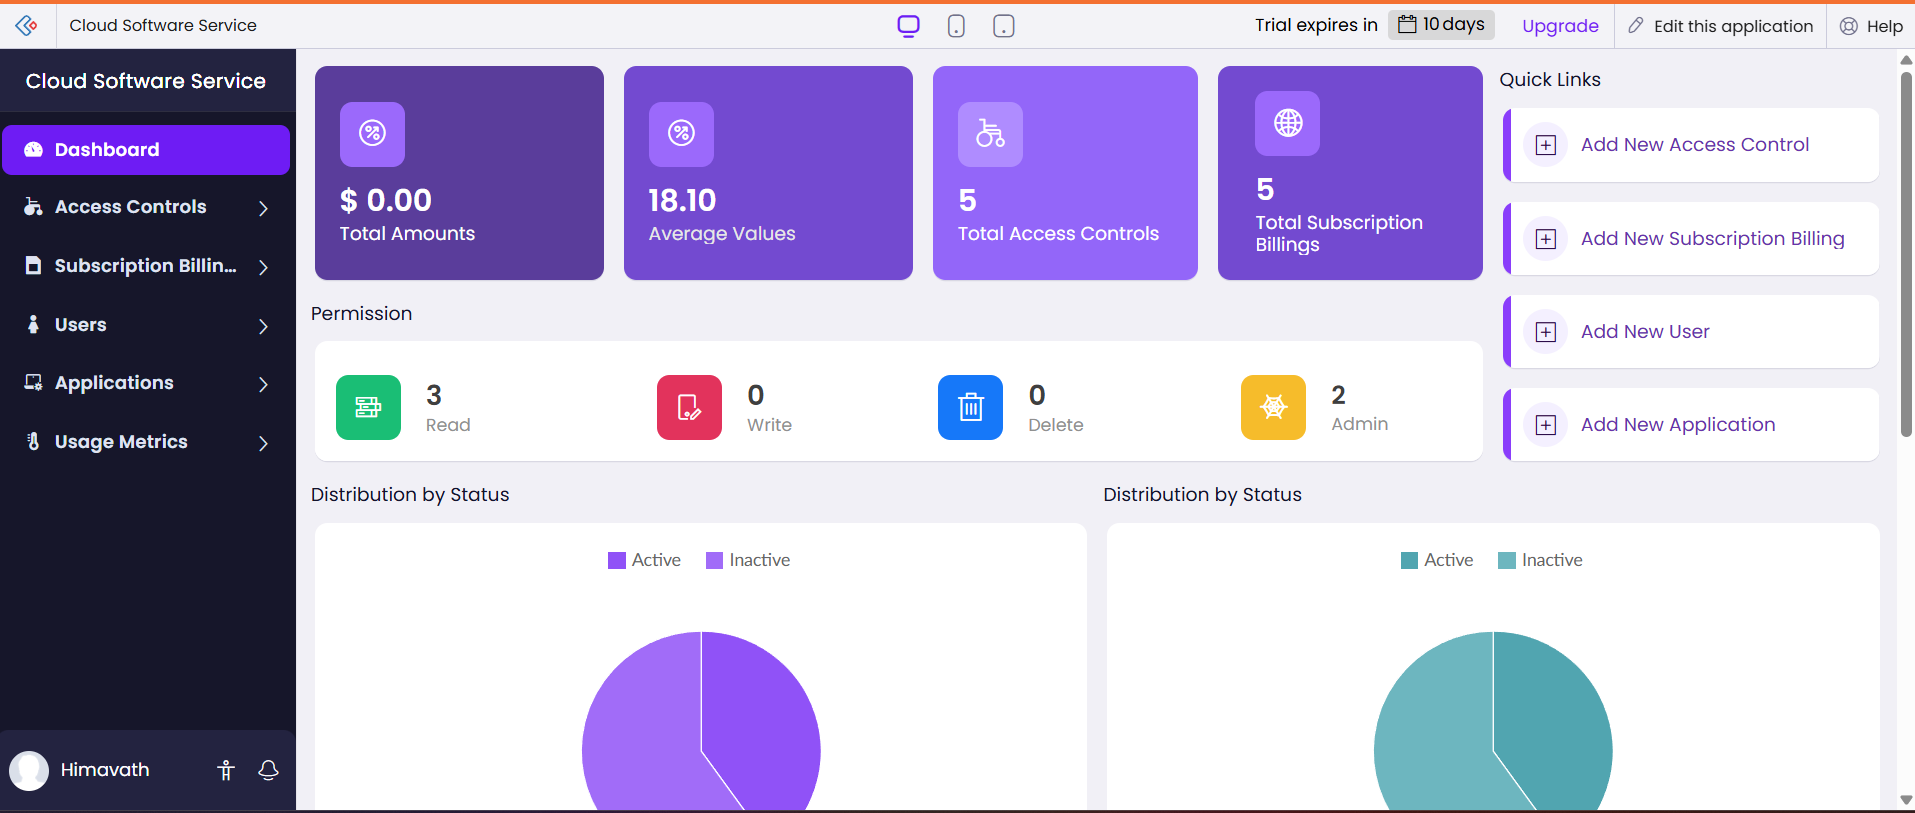 Cloud Software Service
Trial expires in
10 days
Upgrade
Edit this application
Help
Cloud Software Service
Dashboard
Access Controls
Subscription Billin...
Users
Applications
Usage Metrics
Himavath
$ 0.00
Total Amounts
18.10
Average Values
5
Total Access Controls
5
Total Subscription
Billings
Quick Links
Add New Access Control
Add New Subscription Billing
Add New User
Add New Application
Permission
3
Read
0
Write
0
Delete
2
Admin
Distribution by Status
Active
Inactive
Distribution by Status
Active
Inactive